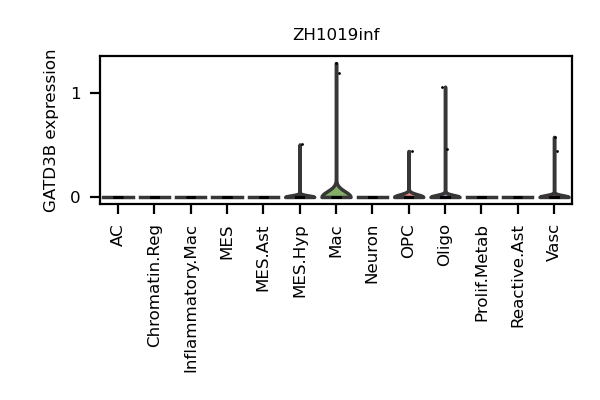 ZH1019inf
GATD3B expression
1
0
AC
Chromatin.Reg
Inflammatory.Mac
MES
MES.Ast
MES.Hyp
Mac
Neuron
OPC
Oligo
Prolif.Metab
Reactive.Ast
Vasc